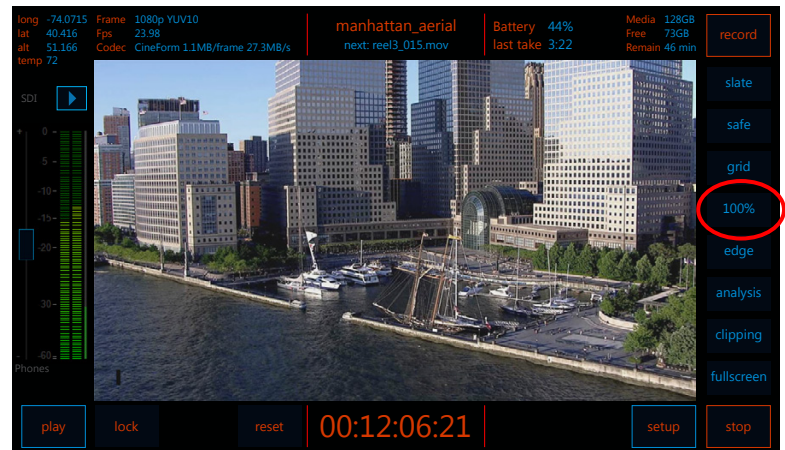 long -74.0715
lat 40.416
alt 51.166
temp 72
Frame 1080p YUV10
Fps 23.98
Codec CineForm 1.1MB/frame 27.3MB/s
manhattan_aerial
next: reel3_015.mov
Battery 44%
last take 3:22
Media 128GB
Free 73GB
Remain 46 min
record
SDI
+ 0 -
5 -
-10-
-15-
-20-
30-
- -60-
Phones
slate
safe
grid
100%
edge
analysis
clipping
fullscreen
play
lock
reset
00:12:06:21
setup
stop